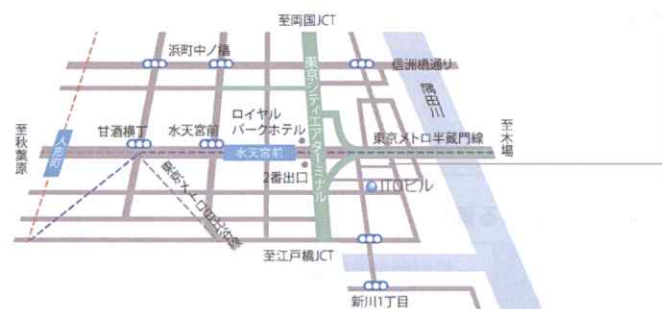 至両国JCT
浜町中ノ橋
信洲橋通り
隅田川
東京シティエアターミナル
ロイヤル
パークホテル
甘酒横丁
水天宮前
至秋葉原
人形町
水天宮前
東京メトロ半蔵門線
至木場
2番出口
ITOビル
至江戸橋JCT
新川1丁目